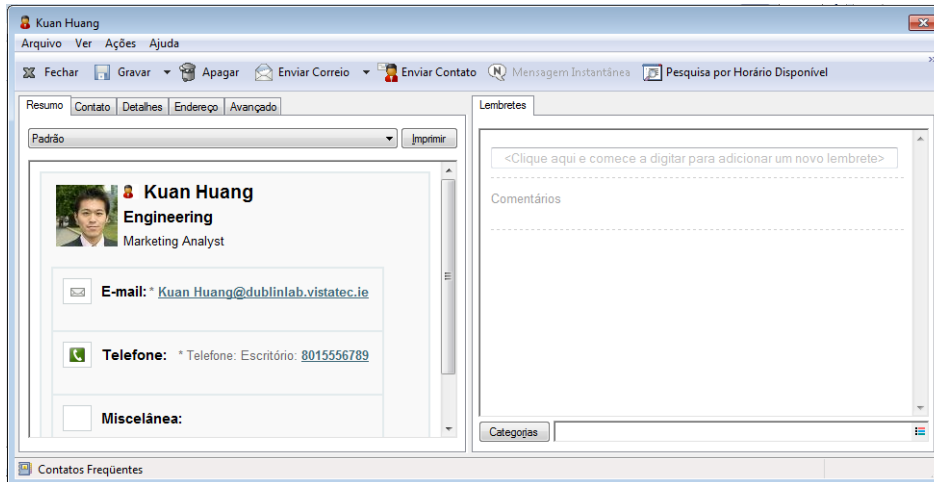 Kuan Huang
Arquivo Ver Ações Ajuda
Fechar Gravar Apagar Enviar Correio Enviar Contato Mensagem Instantânea Pesquisa por Horário Disponível
Resumo Contato Detalhes Endereço Avançado
Lembretes
Padrão Imprimir
<Clique aqui e comece a digitar para adicionar um novo lembrete>
Comentários
Kuan Huang
Engineering
Marketing Analyst
E-mail: * Kuan Huang@dublinlab.vistatec.ie
Telefone: * Telefone: Escritório: 8015556789
Miscelânea:
Categorias
Contatos Freqüentes